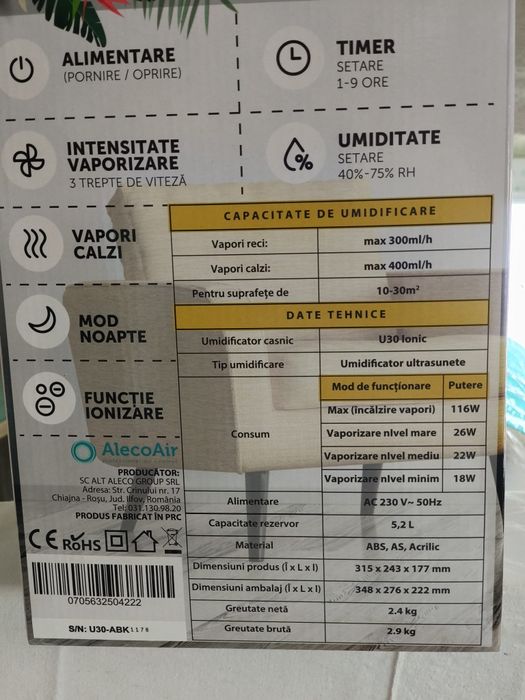 ALIMENTARE
(PORNIRE / OPRIRE)
TIMER
SETARE
1-9 ORE
INTENSITATE
VAPORIZARE
3 TREPTE DE VITEZĂ
%
UMIDITATE
SETARE
40%-75% RH
VAPORI
CALZI
MOD
NOAPTE
FUNCȚIE
IONIZARE
CAPACITATE DE UMIDIFICARE
Vapori reci: max 300ml/h
Vapori calzi: max 400ml/h
Pentru suprafețe de 10-30m²
DATE TEHNICE
Umidificator casnic U30 Ionic
Tip umidificare Umidificator ultrasunete
Consum
Mod de funcționare Putere
Max (încălzire vapori) 116W
Vaporizare nivel mare 26W
Vaporizare nivel mediu 22W
Vaporizare nivel minim 18W
Alimentare AC 230 V~ 50Hz
Capacitate rezervor 5,2 L
Material ABS, AS, Acrilic
Dimensiuni produs (Î x L x l) 315 x 243 x 177 mm
Dimensiuni ambalaj (Î x L x l) 348 x 276 x 222 mm
Greutate netă 2.4 kg
Greutate brută 2.9 kg
AlecoAir
PRODUCĂTOR:
SC ALT ALECO GROUP SRL
Adresa: Str. Crinului nr. 17
Chiajna - Roșu, Jud. Ilfov, România
Tel: 031.130.98.20
PRODUS FABRICAT ÎN PRC
CE RoHS
0705632504222
S/N: U30-ABK1178